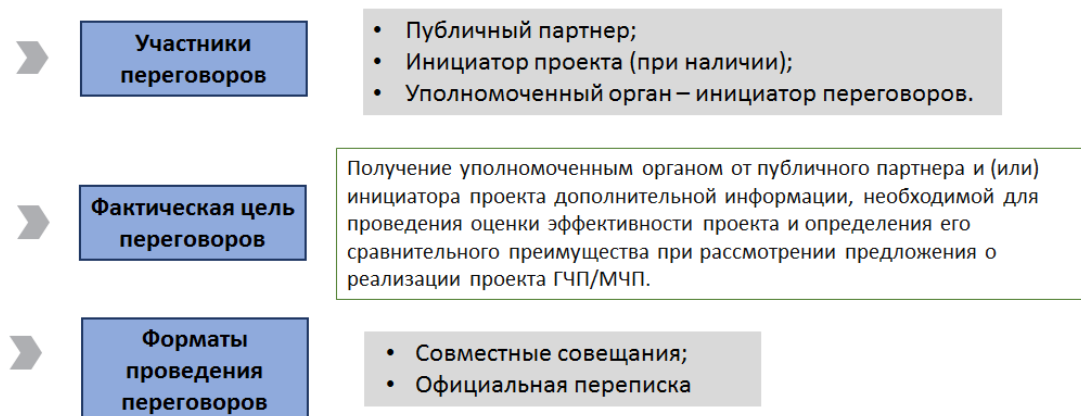 Участники
переговоров
• Публичный партнер;
• Инициатор проекта (при наличии);
• Уполномоченный орган – инициатор переговоров.
Фактическая цель
переговоров
Получение уполномоченным органом от публичного партнера и (или)
инициатора проекта дополнительной информации, необходимой для
проведения оценки эффективности проекта и определения его
сравнительного преимущества при рассмотрении предложения о
реализации проекта ГЧП/МЧП.
Форматы
проведения
переговоров
• Совместные совещания;
• Официальная переписка